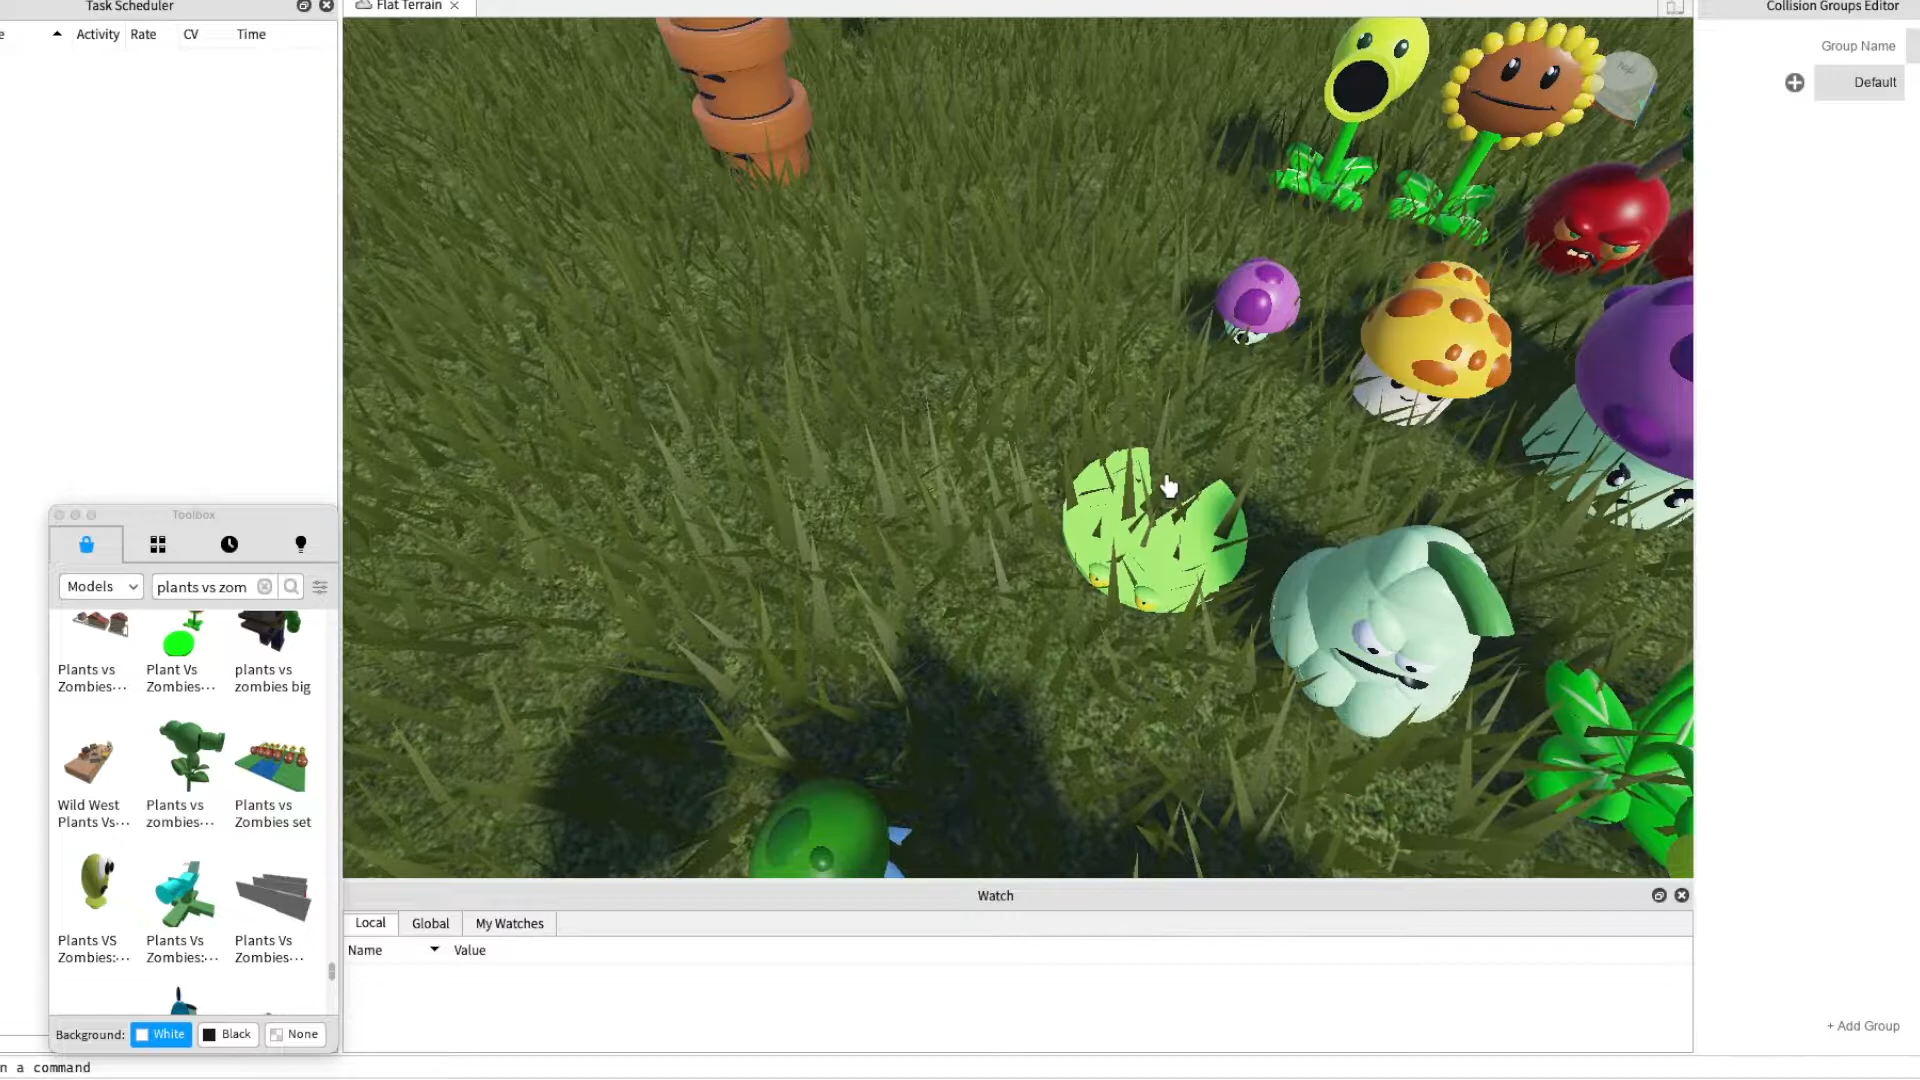 Task Scheduler
e Activity Rate CV Time
Flat Terrain
Collision Groups Editor
Group Name
Default
Toolbox
Models plants vs zom
Plants vs Zombies···
Plant Vs Zombies···
plants vs zombies big
Wild West Plants Vs···
Plants vs zombies···
Plants vs Zombies set
Plants VS Zombies:···
Plants Vs Zombies:···
Plants Vs Zombies···
Background: White Black None
Watch
Local Global My Watches
Name Value
+ Add Group
n a command